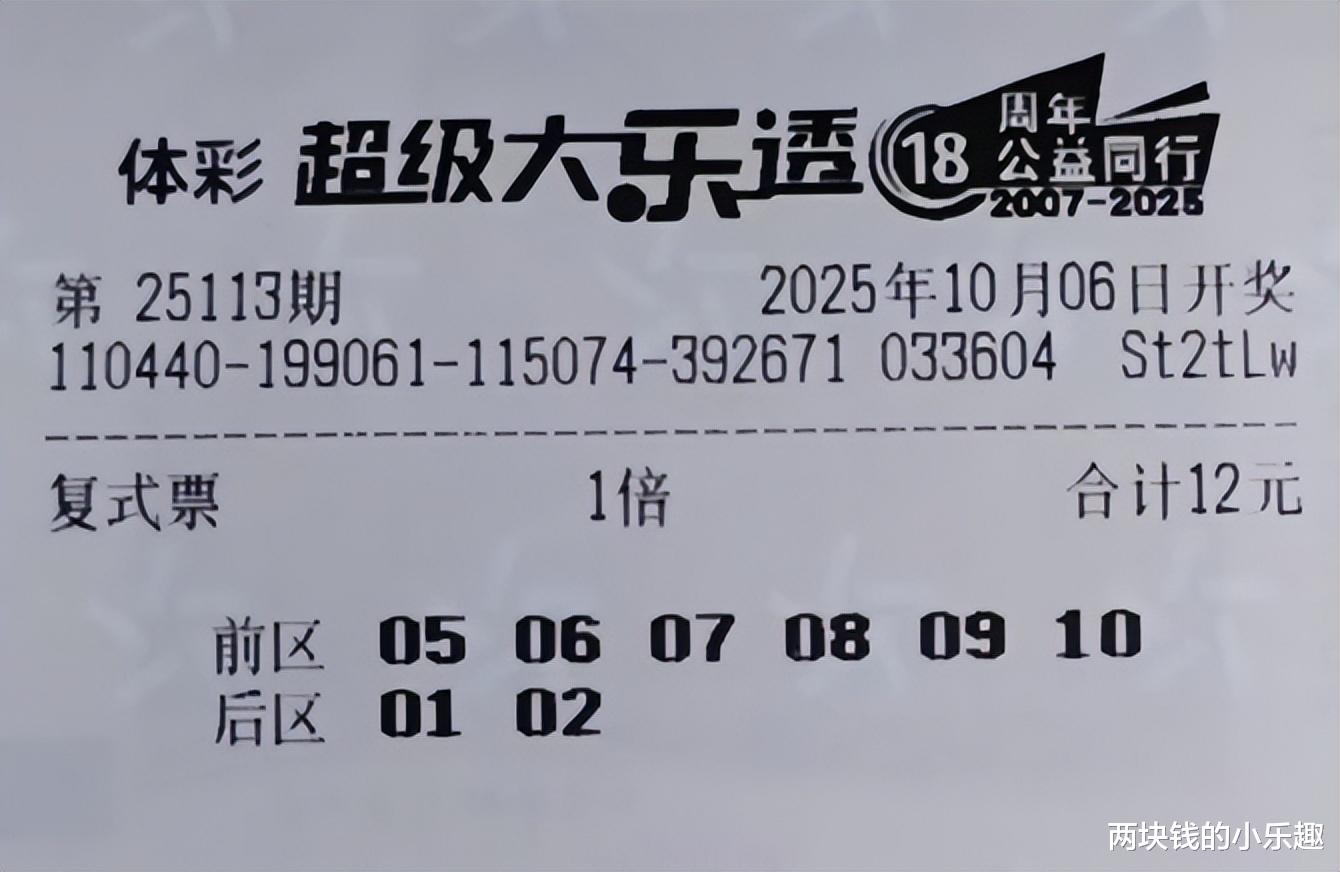 体彩 超级大乐透 18 周年
公益同行
2007-2025
第 25113期 2025年10月06日开奖
110440-199061-115074-392671 033604 St2tLw
复式票 1倍 合计12元
前区 05 06 07 08 09 10
后区 01 02
两块钱的小乐趣